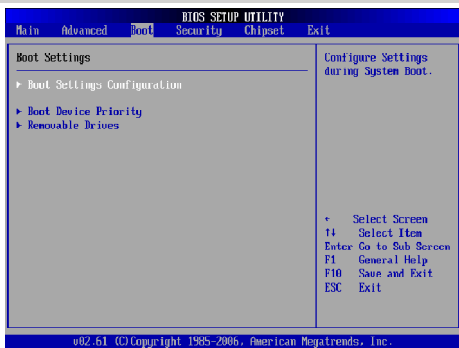 BIOS SETUP UTILITY
Main Advanced Boot Security Chipset Exit
Boot Settings
Configure Settings
during System Boot.
► Boot Settings Configuration
► Boot Device Priority
► Removable Drives
← Select Screen
↑↓ Select Item
Enter Go to Sub Screen
F1 General Help
F10 Save and Exit
ESC Exit
v02.61 (C)Copyright 1985-2006, American Megatrends, Inc.